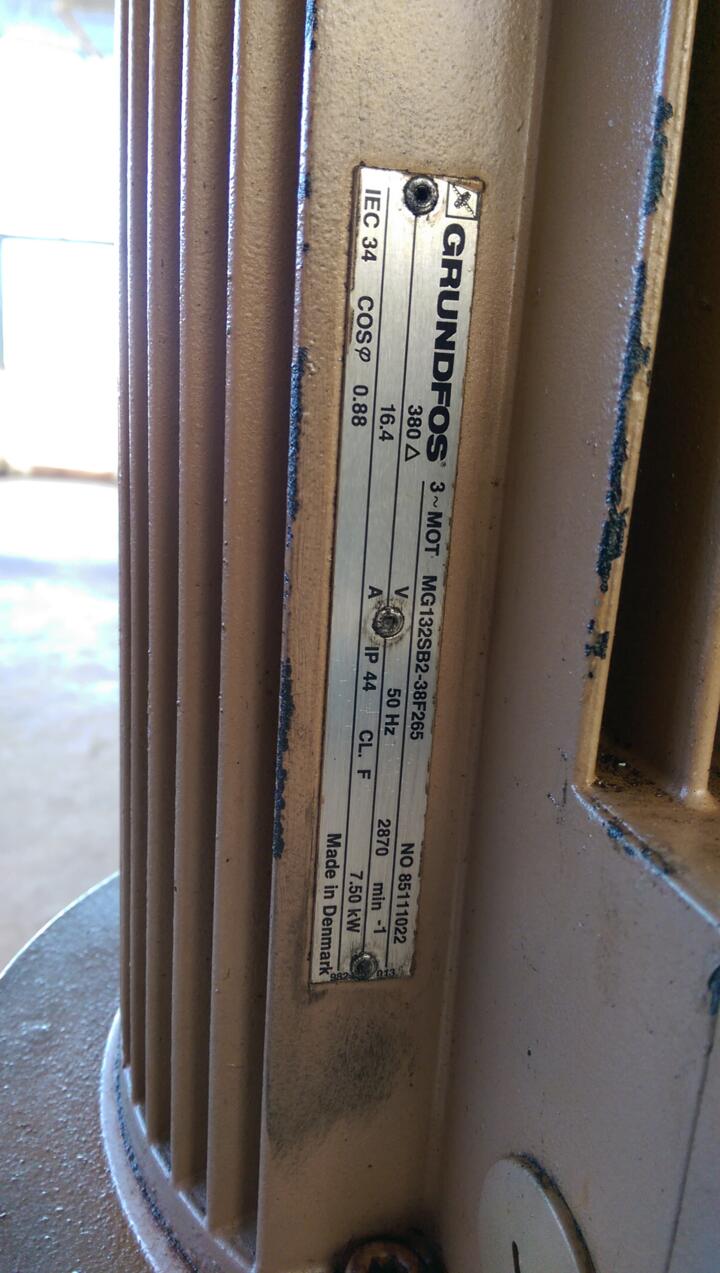 GRUNDFOS® 3~ MOT MG132SB2-38F265 NO 85111022
380 △ V 50 Hz 2870 min -1
16.4 A IP 44 CL. F 7.50 kW
IEC 34 COSφ 0.88 Made in Denmark